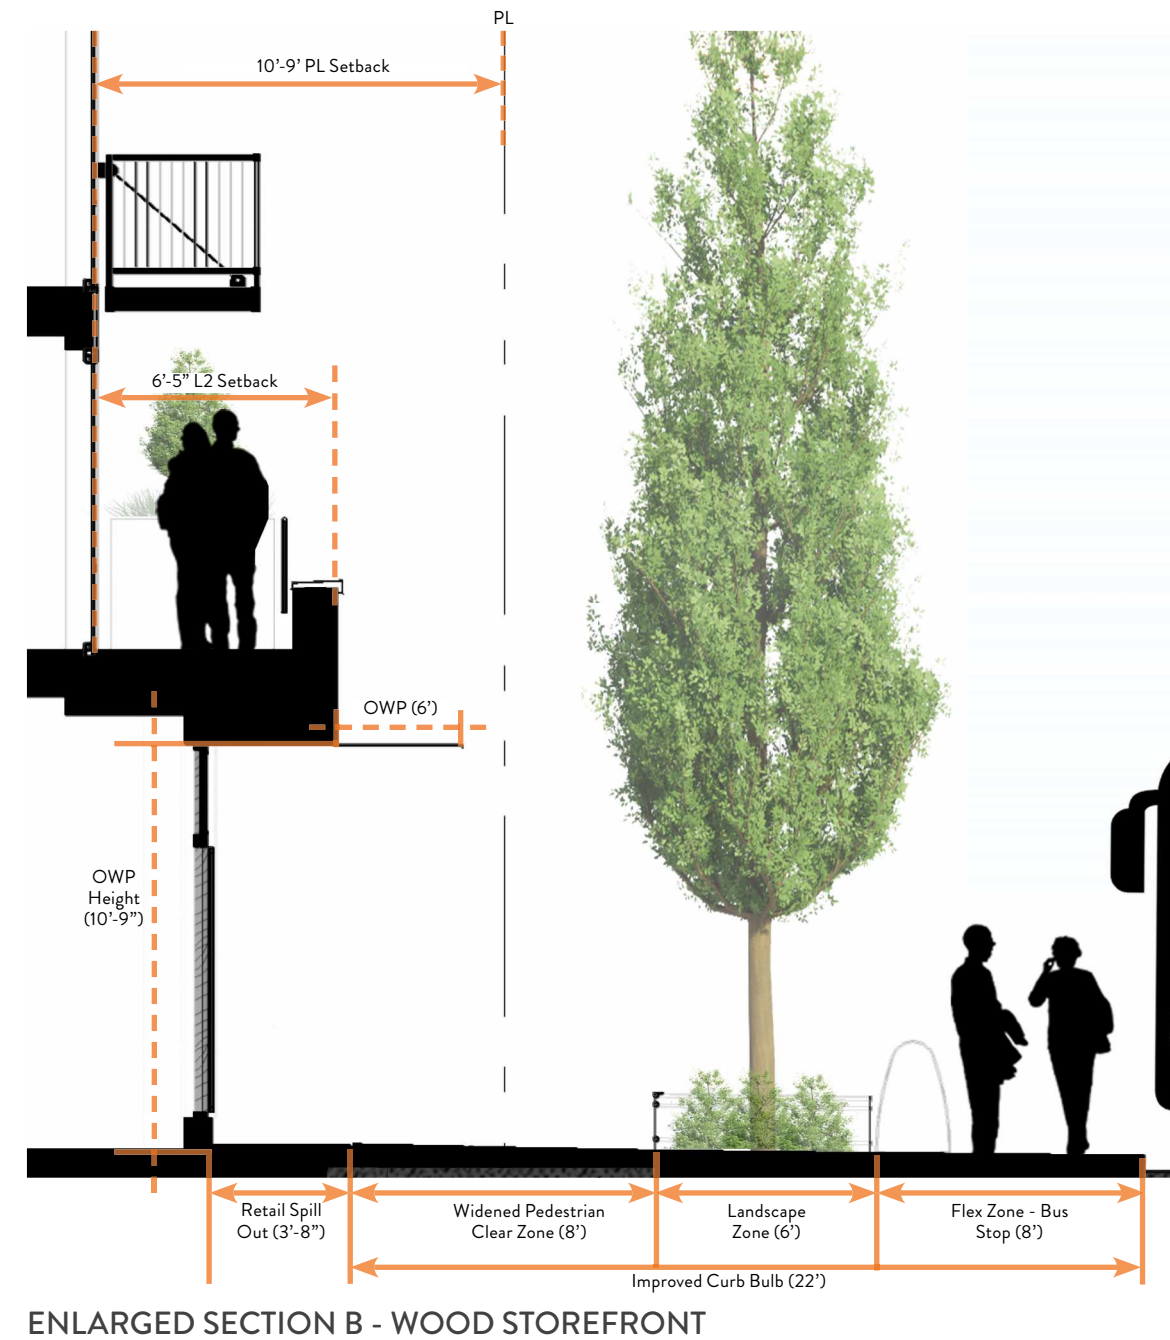 PL
10’-9’ PL Setback
6’-5” L2 Setback
OWP (6’)
OWP
Height
(10’-9”)
Retail Spill
Out (3’-8”)
Widened Pedestrian
Clear Zone (8’)
Landscape
Zone (6’)
Flex Zone - Bus
Stop (8’)
Improved Curb Bulb (22’)
ENLARGED SECTION B - WOOD STOREFRONT